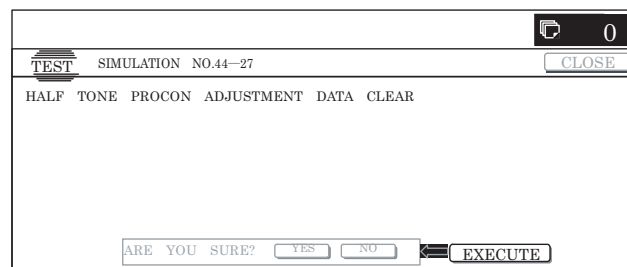 0
TEST SIMULATION NO.44—27 CLOSE
HALF TONE PROCON ADJUSTMENT DATA CLEAR
ARE YOU SURE? YES NO EXECUTE